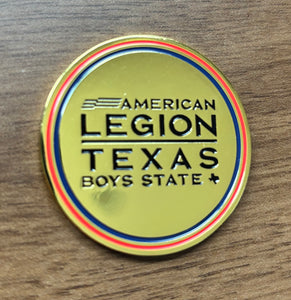 AMERICAN
LEGION
TEXAS
BOYS STATE